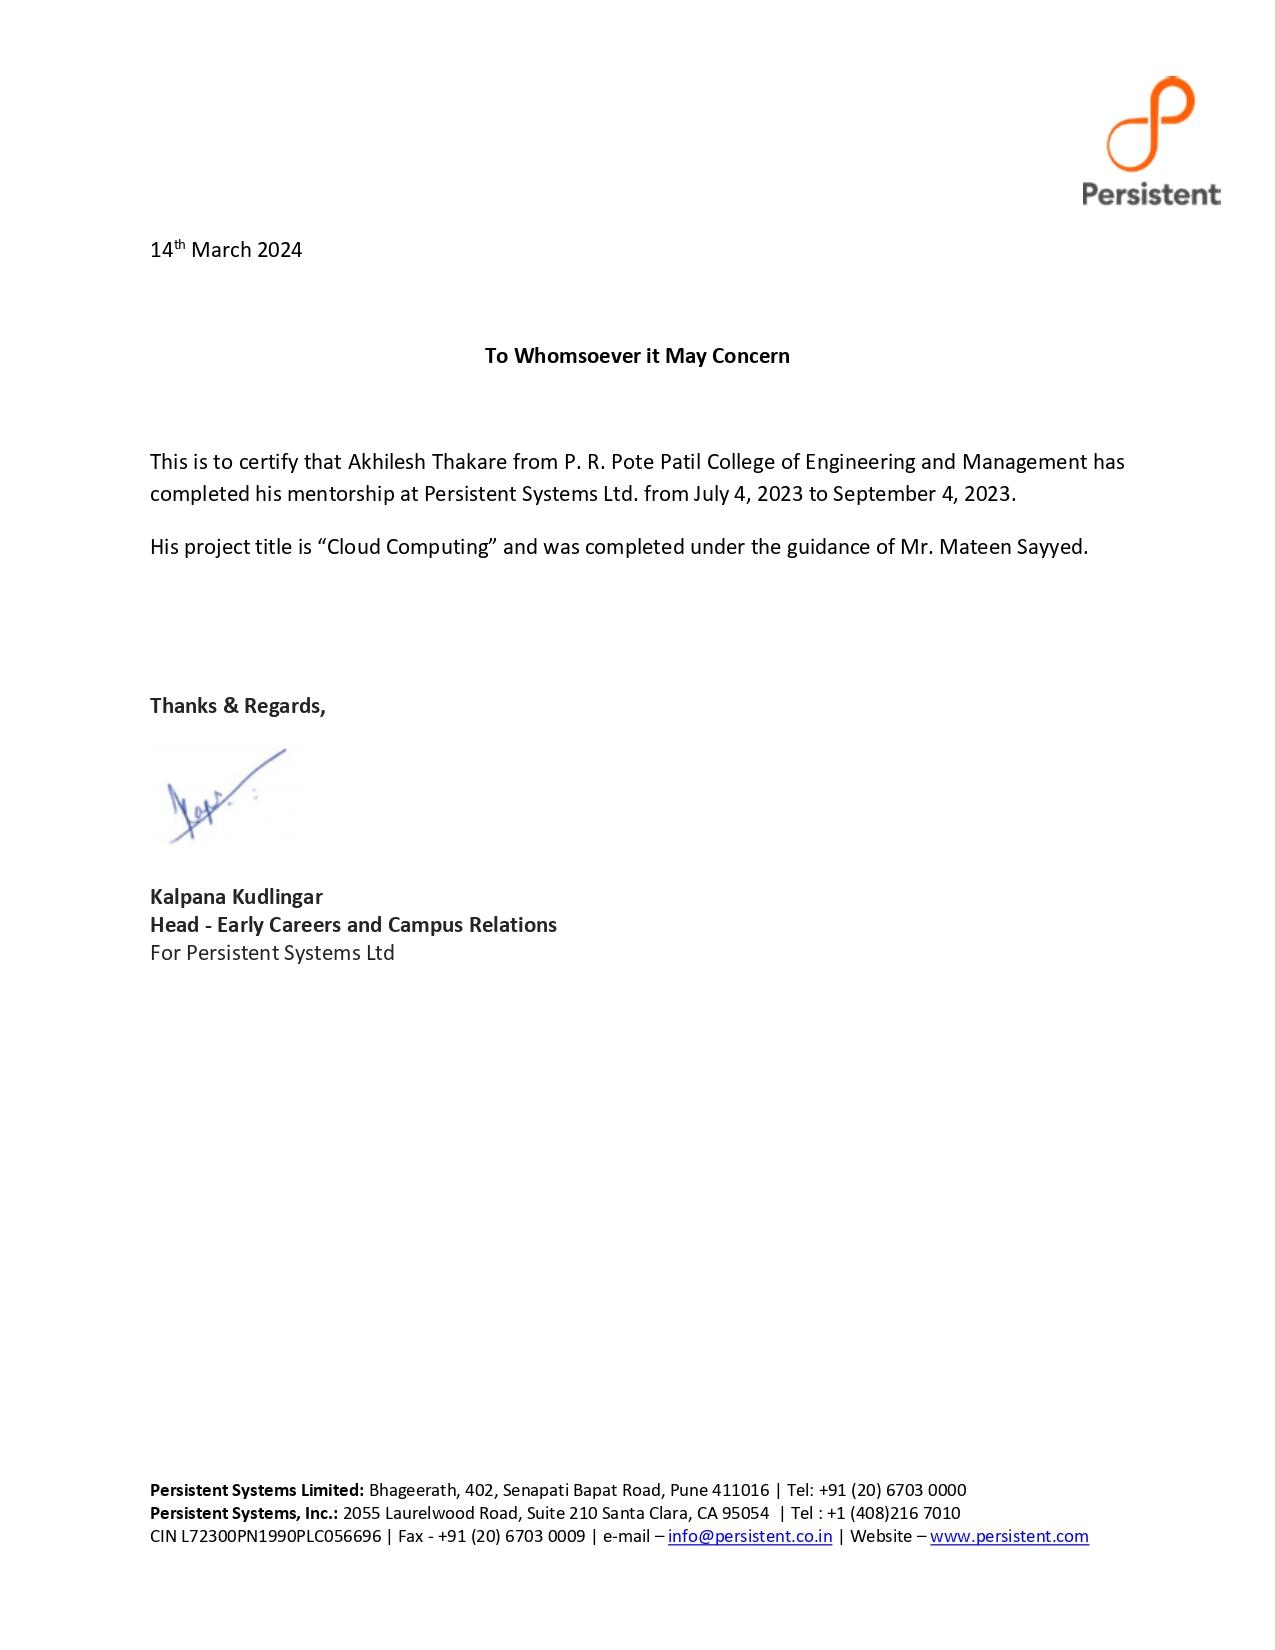 Persistent
14th March 2024
To Whomsoever it May Concern
This is to certify that Akhilesh Thakare from P. R. Pote Patil College of Engineering and Management has
completed his mentorship at Persistent Systems Ltd. from July 4, 2023 to September 4, 2023.
His project title is “Cloud Computing” and was completed under the guidance of Mr. Mateen Sayyed.
Thanks & Regards,
Kalpana Kudlingar
Head - Early Careers and Campus Relations
For Persistent Systems Ltd
Persistent Systems Limited: Bhageerath, 402, Senapati Bapat Road, Pune 411016 | Tel: +91 (20) 6703 0000
Persistent Systems, Inc.: 2055 Laurelwood Road, Suite 210 Santa Clara, CA 95054 | Tel : +1 (408)216 7010
CIN L72300PN1990PLC056696 | Fax - +91 (20) 6703 0009 | e-mail – info@persistent.co.in | Website – www.persistent.com